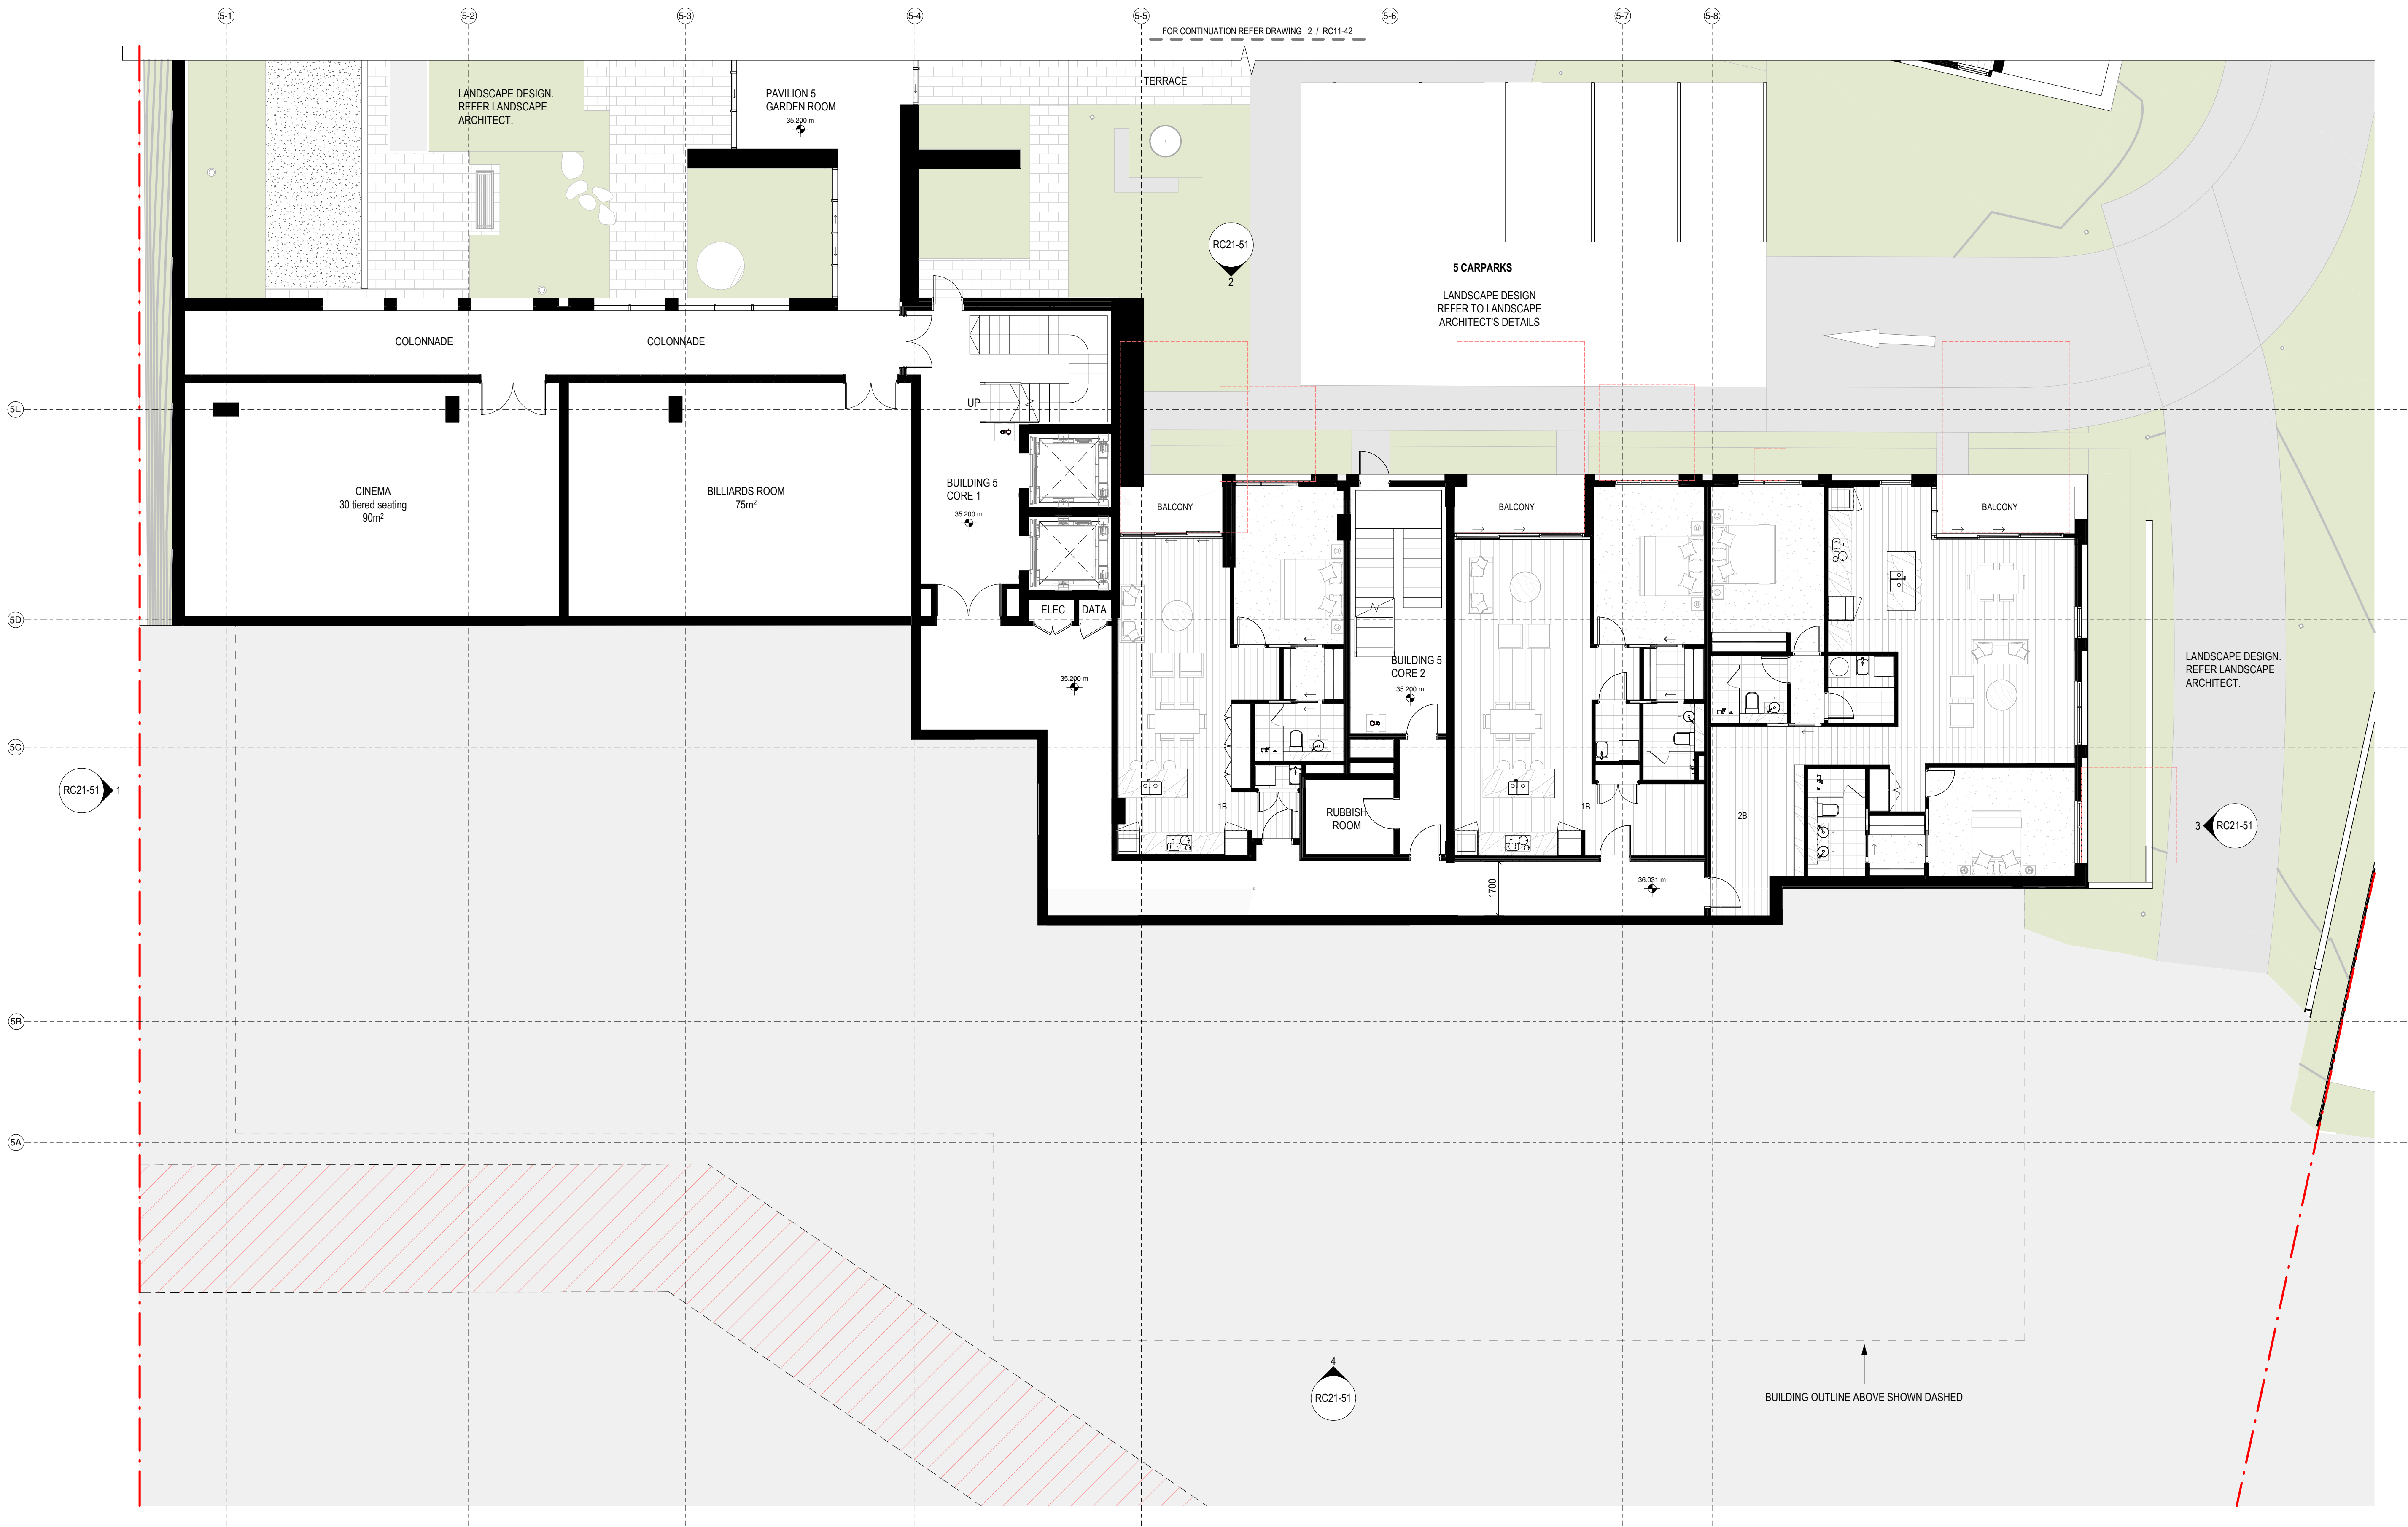 5-1
5-2
5-3
5-4
5-5
5-6
5-7
5-8
FOR CONTINUATION REFER DRAWING 2 / RC11-42
TERRACE
LANDSCAPE DESIGN.
REFER LANDSCAPE
ARCHITECT.
PAVILION 5
GARDEN ROOM
35.200 m
RC21-51
2
5 CARPARKS
LANDSCAPE DESIGN
REFER TO LANDSCAPE
ARCHITECT'S DETAILS
COLONNADE
COLONNADE
UP
5E
CINEMA
30 tiered seating
90m²
BILLIARDS ROOM
75m²
BUILDING 5
CORE 1
35.200 m
BALCONY
BALCONY
BALCONY
5D
ELEC
DATA
35.200 m
BUILDING 5
CORE 2
35.200 m
LANDSCAPE DESIGN.
REFER LANDSCAPE
ARCHITECT.
5C
RC21-51
1
1B
RUBBISH
ROOM
1B
2B
3
RC21-51
1700
36.031 m
5B
5A
4
RC21-51
BUILDING OUTLINE ABOVE SHOWN DASHED